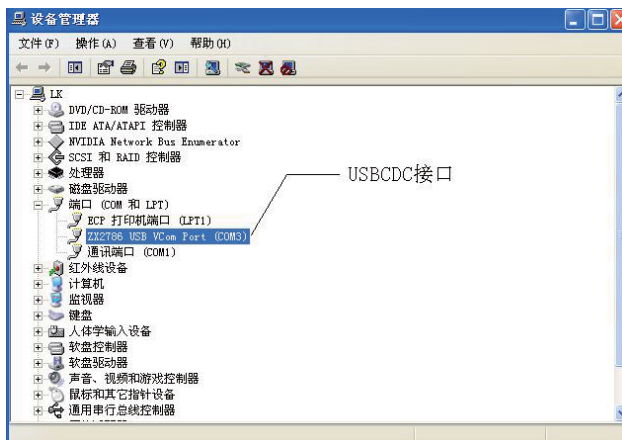 设备管理器
文件(F) 操作(A) 查看(V) 帮助(H)
LK
DVD/CD-ROM 驱动器
IDE ATA/ATAPI 控制器
NVIDIA Network Bus Enumerator
SCSI 和 RAID 控制器
处理器
磁盘驱动器
USBCDC接口
端口 (COM 和 LPT)
ECP 打印机端口 (LPT1)
ZX2786 USB VCom Port (COM3)
通讯端口 (COM1)
红外线设备
计算机
监视器
键盘
人体学输入设备
软盘控制器
软盘驱动器
声音、视频和游戏控制器
鼠标和其它指针设备
通用串行总线控制器